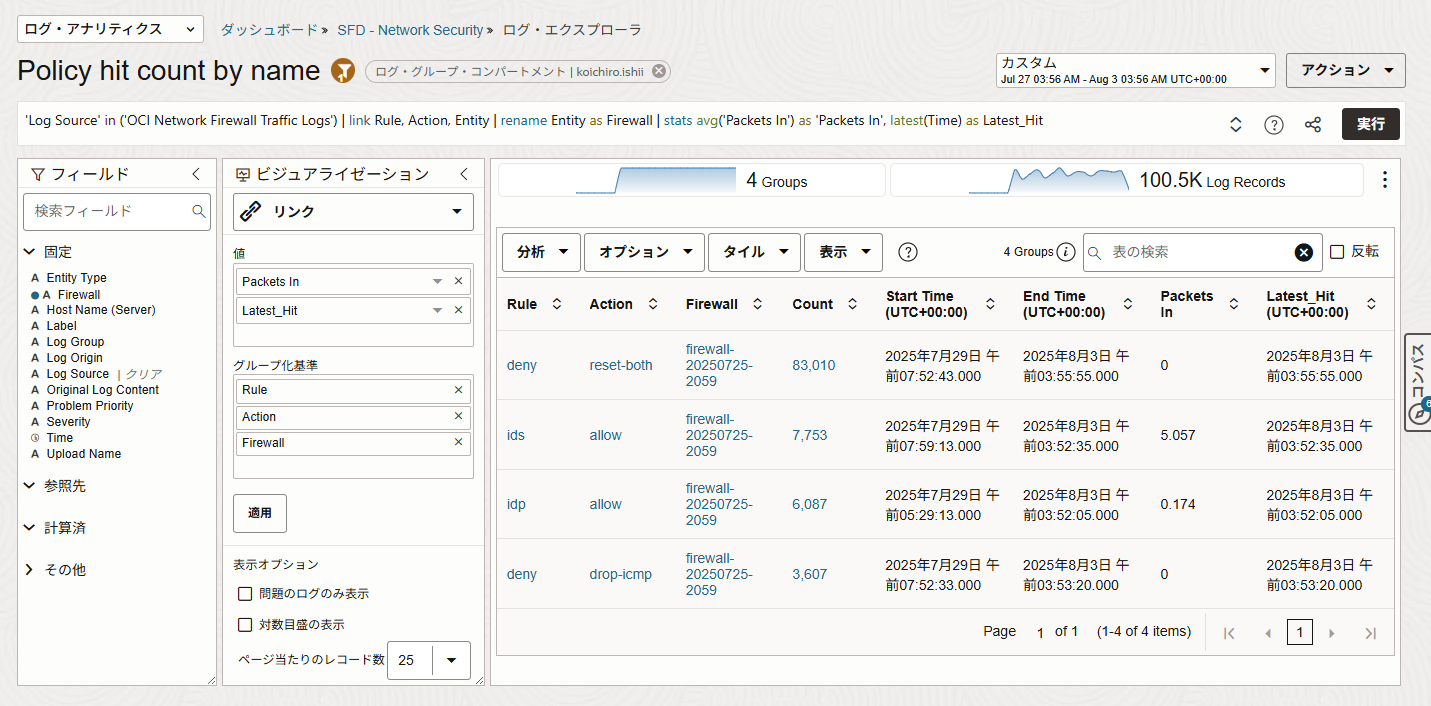 ログ・アナリティクス
ダッシュボード » SFD - Network Security » ログ・エクスプローラ
Policy hit count by name
ログ・グループ・コンパートメント | koichiro.ishii
カスタム
Jul 27 03:56 AM - Aug 3 03:56 AM UTC+00:00
アクション
'Log Source' in ('OCI Network Firewall Traffic Logs') | link Rule, Action, Entity | rename Entity as Firewall | stats avg('Packets In') as 'Packets In', latest(Time) as Latest_Hit
実行
フィールド
検索フィールド
固定
A Entity Type
A Firewall
A Host Name (Server)
A Label
A Log Group
A Log Origin
A Log Source | クリア
A Original Log Content
A Problem Priority
A Severity
Time
A Upload Name
参照先
計算済
その他
ビジュアライゼーション
リンク
値
Packets In
Latest_Hit
グループ化基準
Rule
Action
Firewall
適用
表示オプション
問題のログのみ表示
対数目盛の表示
ページ当たりのレコード数 25
4 Groups
100.5K Log Records
分析 オプション タイル 表示
4 Groups
表の検索
反転
Rule Action Firewall Count Start Time (UTC+00:00) End Time (UTC+00:00) Packets In Latest_Hit (UTC+00:00)
deny reset-both firewall-20250725-2059 83,010 2025年7月29日 午前07:52:43.000 2025年8月3日 午前03:55:55.000 0 2025年8月3日 午前03:55:55.000
ids allow firewall-20250725-2059 7,753 2025年7月29日 午前07:59:13.000 2025年8月3日 午前03:52:35.000 5.057 2025年8月3日 午前03:52:35.000
idp allow firewall-20250725-2059 6,087 2025年7月29日 午前05:29:13.000 2025年8月3日 午前03:52:05.000 0.174 2025年8月3日 午前03:52:05.000
deny drop-icmp firewall-20250725-2059 3,607 2025年7月29日 午前07:52:33.000 2025年8月3日 午前03:53:20.000 0 2025年8月3日 午前03:53:20.000
Page 1 of 1 (1-4 of 4 items) 1
コンパス